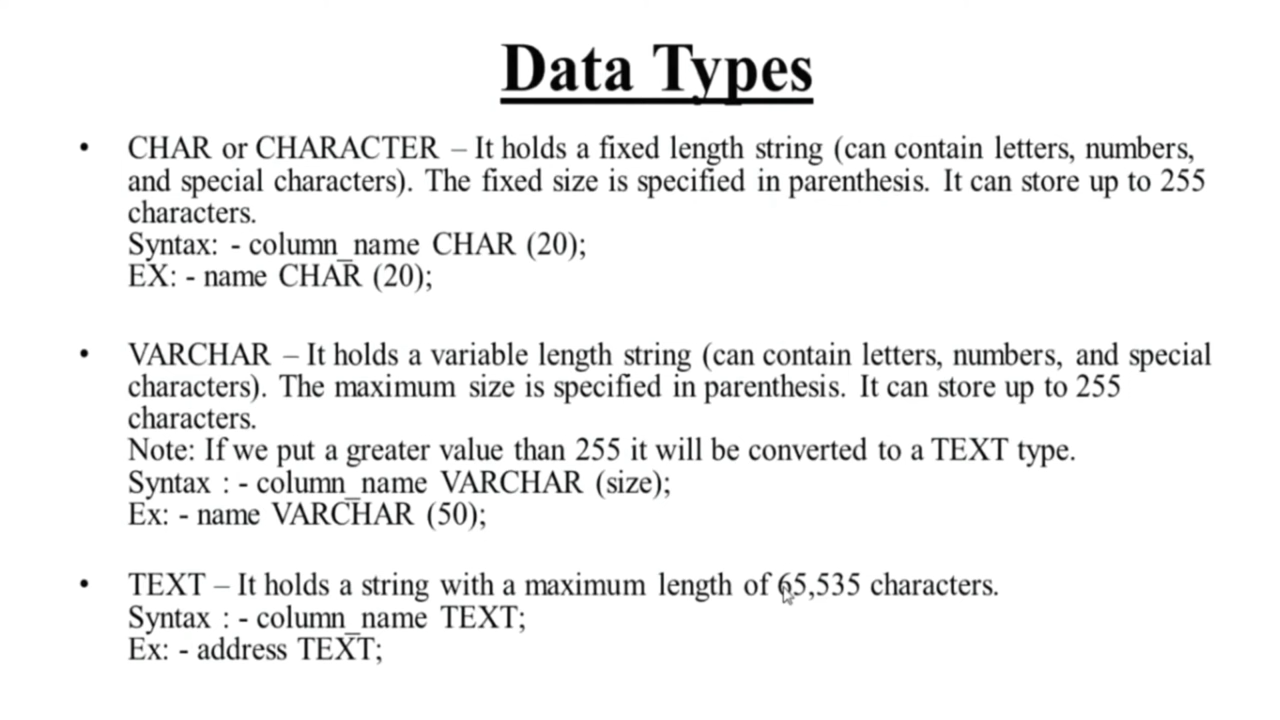 Data Types
• CHAR or CHARACTER – It holds a fixed length string (can contain letters, numbers,
and special characters). The fixed size is specified in parenthesis. It can store up to 255
characters.
Syntax: - column_name CHAR (20);
EX: - name CHAR (20);
• VARCHAR – It holds a variable length string (can contain letters, numbers, and special
characters). The maximum size is specified in parenthesis. It can store up to 255
characters.
Note: If we put a greater value than 255 it will be converted to a TEXT type.
Syntax : - column_name VARCHAR (size);
Ex: - name VARCHAR (50);
• TEXT – It holds a string with a maximum length of 65,535 characters.
Syntax : - column_name TEXT;
Ex: - address TEXT;